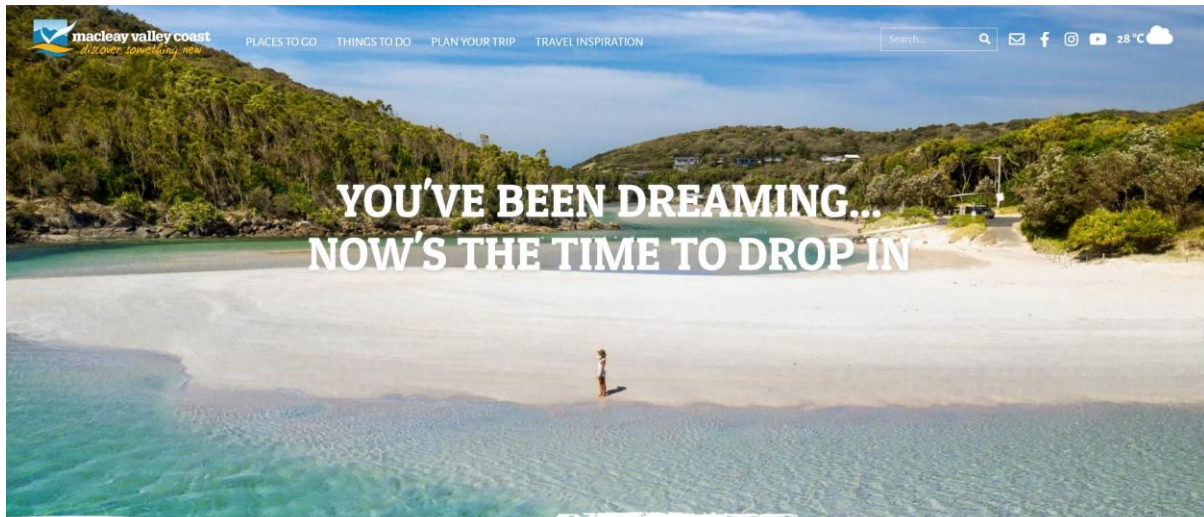 macleay valley coast
discover something new
PLACES TO GO
THINGS TO DO
PLAN YOUR TRIP
TRAVEL INSPIRATION
Search...
28 °C
YOU'VE BEEN DREAMING...
NOW'S THE TIME TO DROP IN